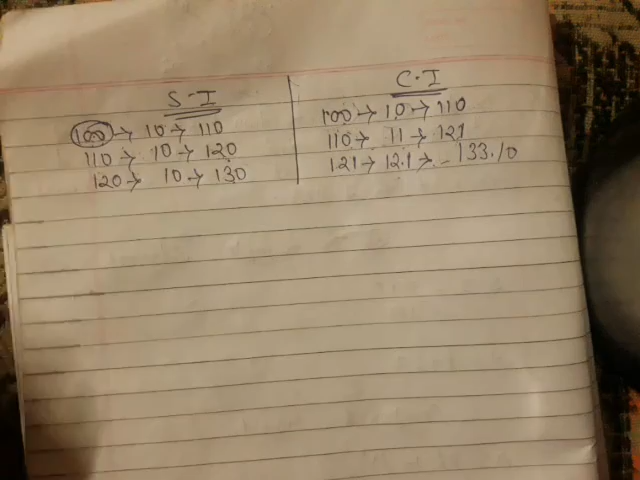 S.I
100 → 10 → 110
110 → 10 → 120
120 → 10 → 130
C.I
100 → 10 → 110
110 → 11 → 121
121 → 12.1 → 133.10